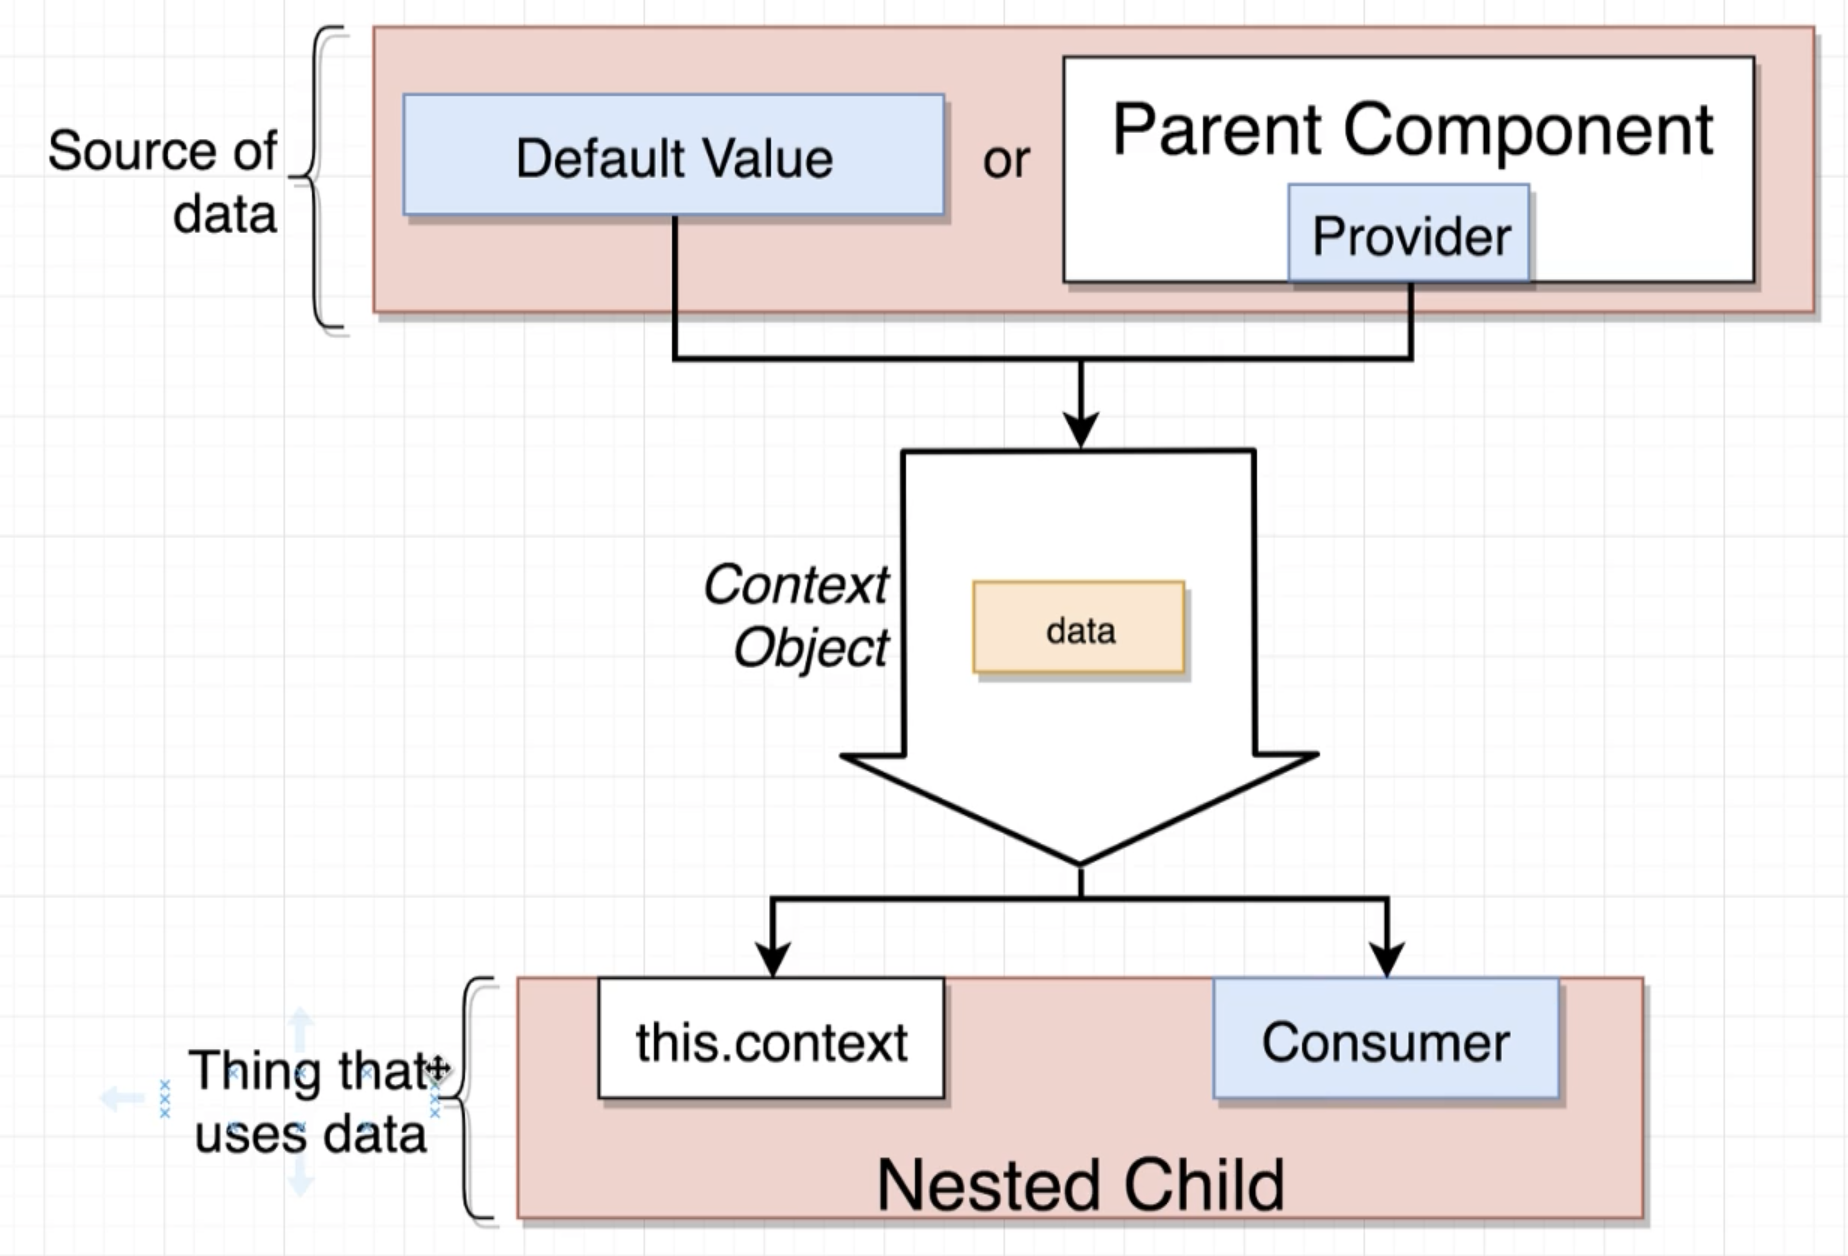 Source of
data
Default Value
or
Parent Component
Provider
Context
Object
data
Thing that
uses data
this.context
Consumer
Nested Child